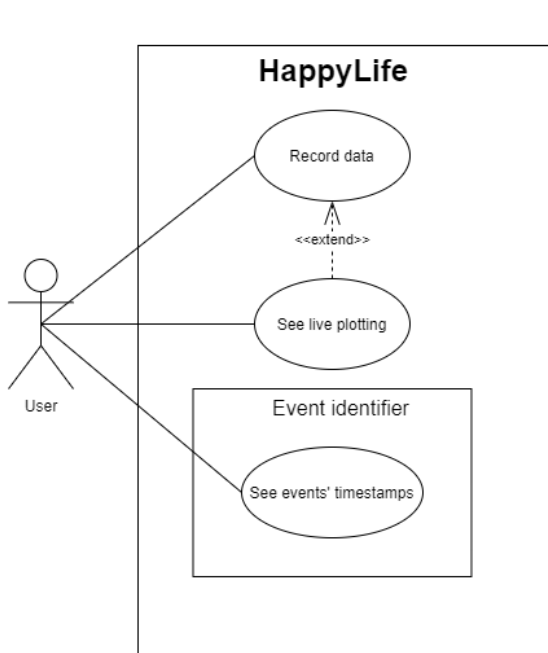 HappyLife
Record data
<<extend>>
See live plotting
User
Event identifier
See events' timestamps